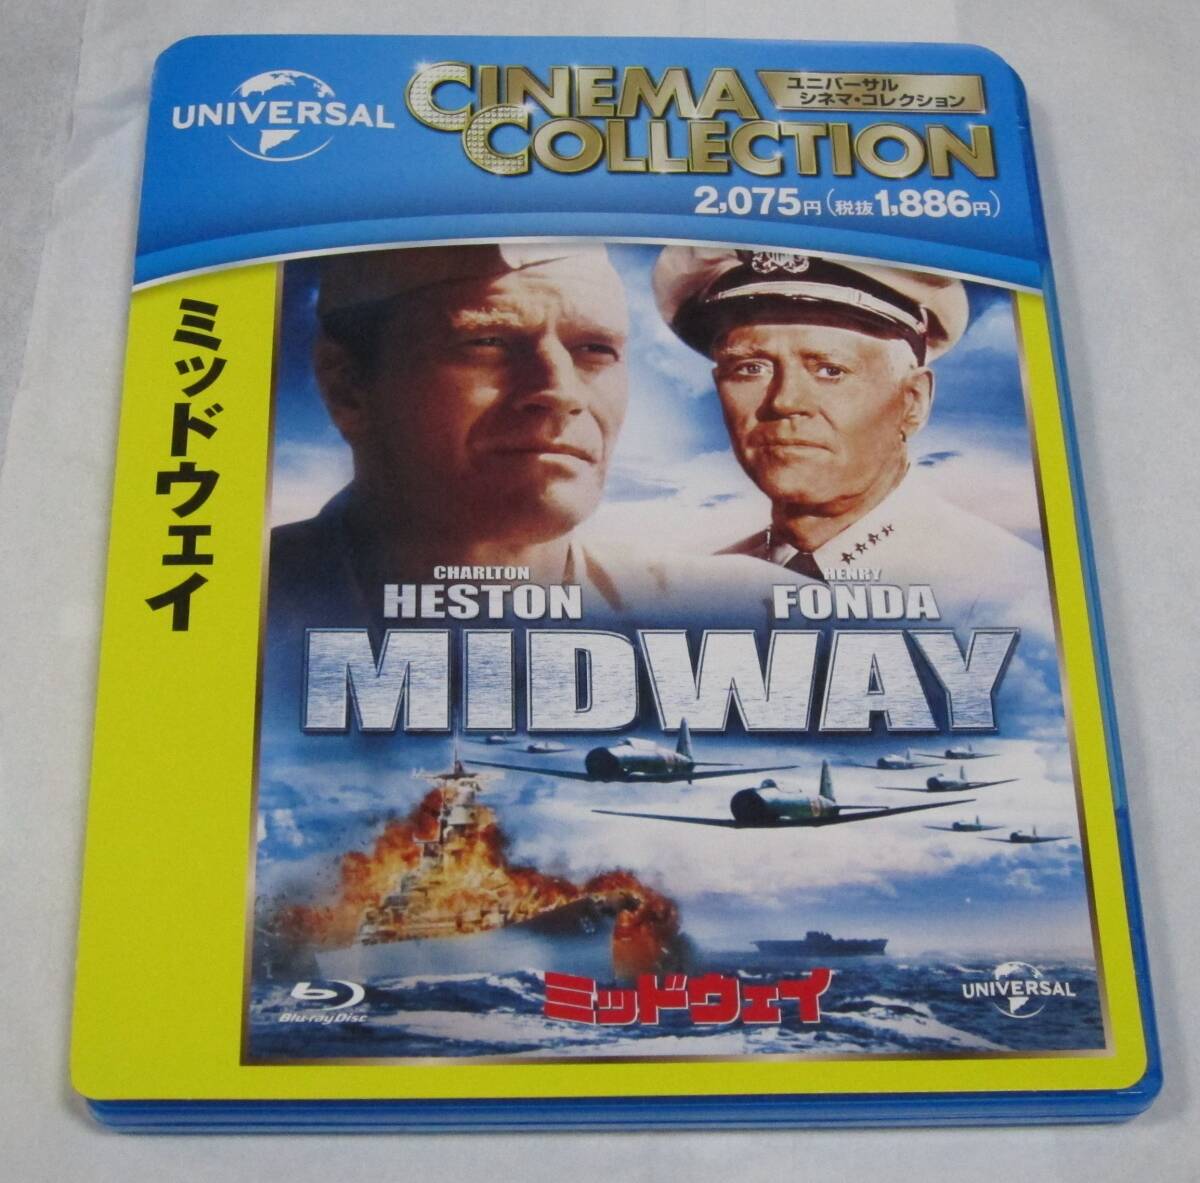 UNIVERSAL
CINEMA
COLLECTION
ユニバーサル
シネマ・コレクション
2,075円(税抜1,886円)
ミッドウェイ
CHARLTON
HESTON
HENRY
FONDA
MIDWAY
ミッドウェイ
Blu-ray Disc
UNIVERSAL